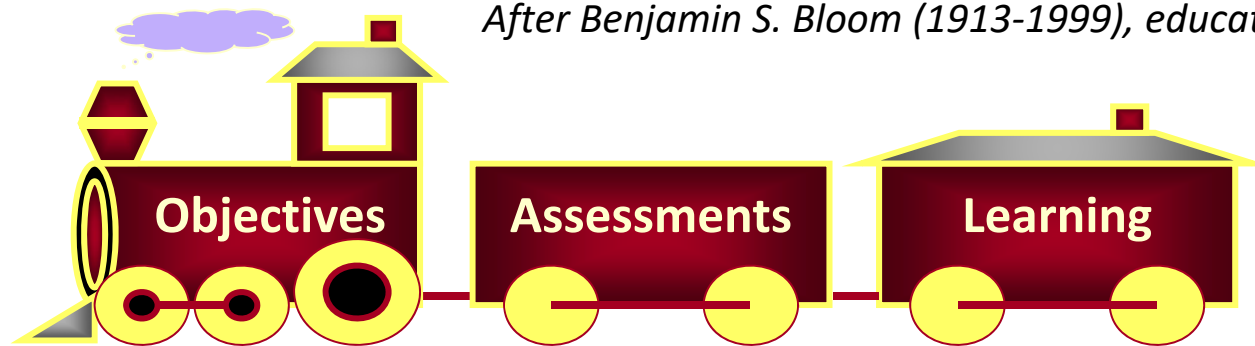 After Benjamin S. Bloom (1913-1999), educat
Objectives Assessments Learning